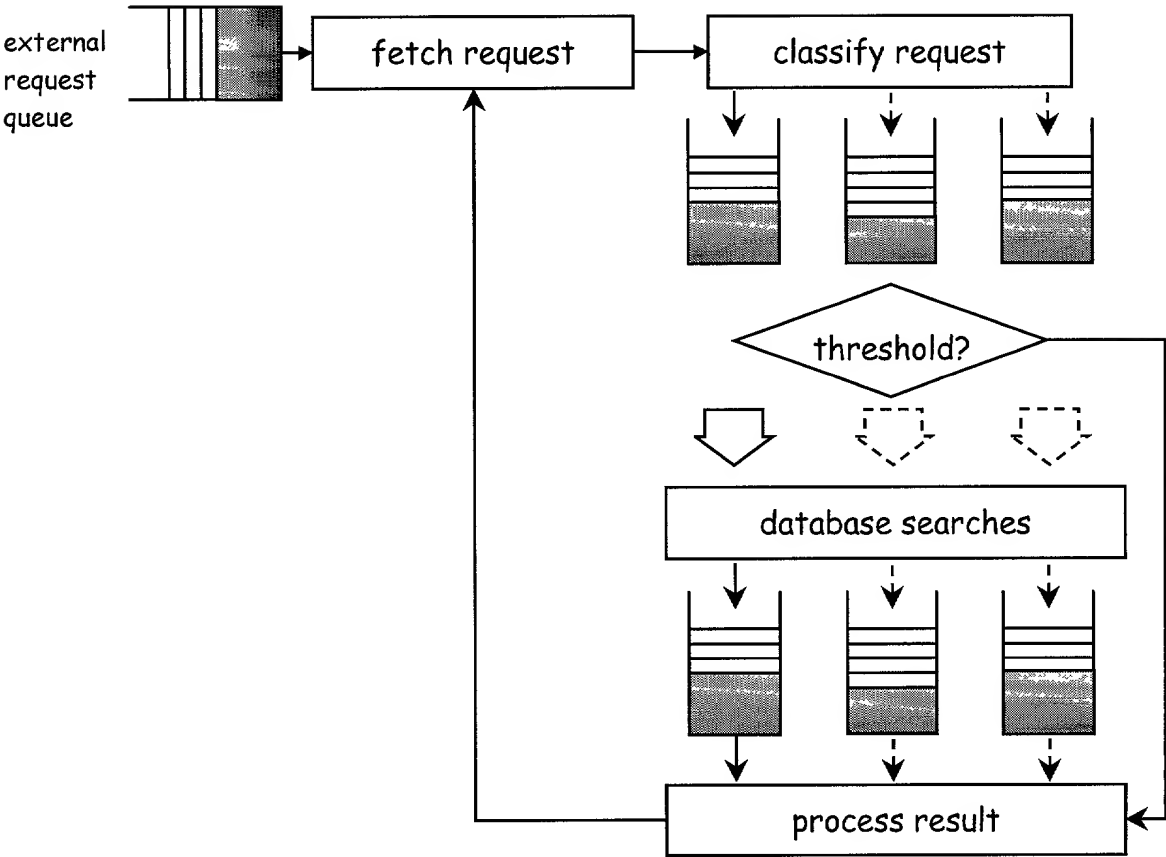 external
request
queue
fetch request
classify request
threshold?
database searches
process result